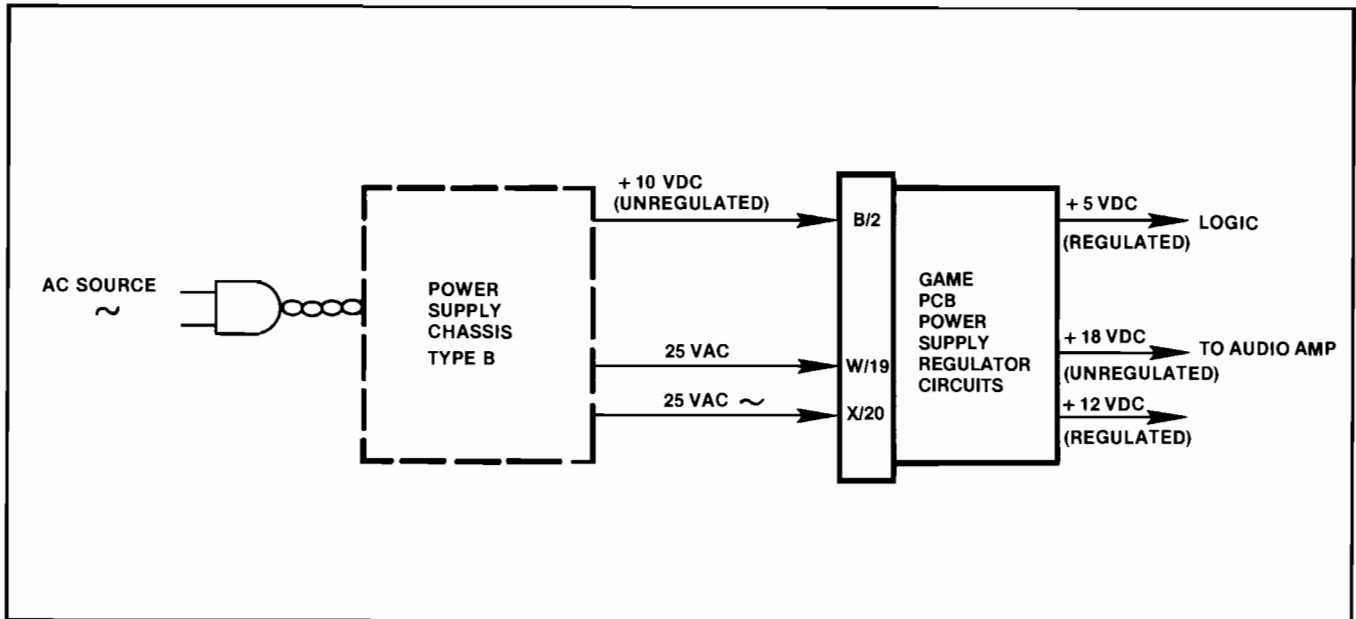 AC SOURCE
~
POWER
SUPPLY
CHASSIS
TYPE B
+ 10 VDC
(UNREGULATED)
25 VAC
25 VAC ~
B/2
W/19
X/20
GAME
PCB
POWER
SUPPLY
REGULATOR
CIRCUITS
+ 5 VDC
(REGULATED)
LOGIC
+ 18 VDC
(UNREGULATED)
TO AUDIO AMP
+ 12 VDC
(REGULATED)